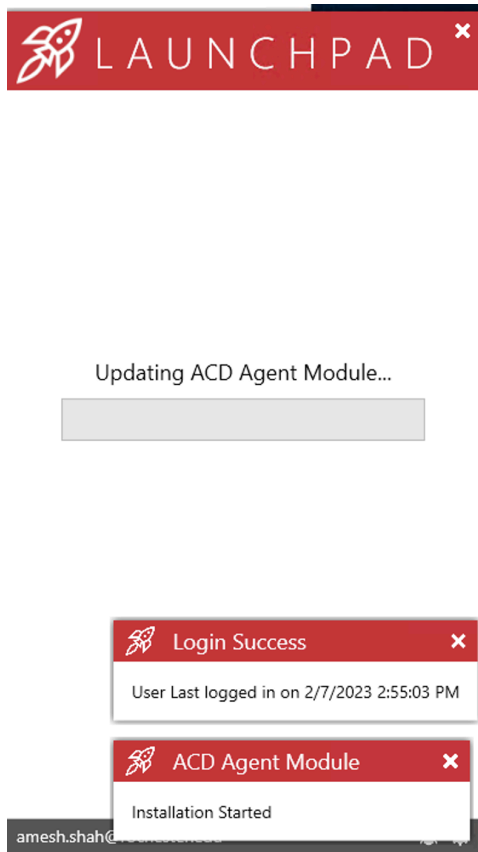 LAUNCHPAD
Updating ACD Agent Module...
Login Success
User Last logged in on 2/7/2023 2:55:03 PM
ACD Agent Module
Installation Started
amesh.shah@